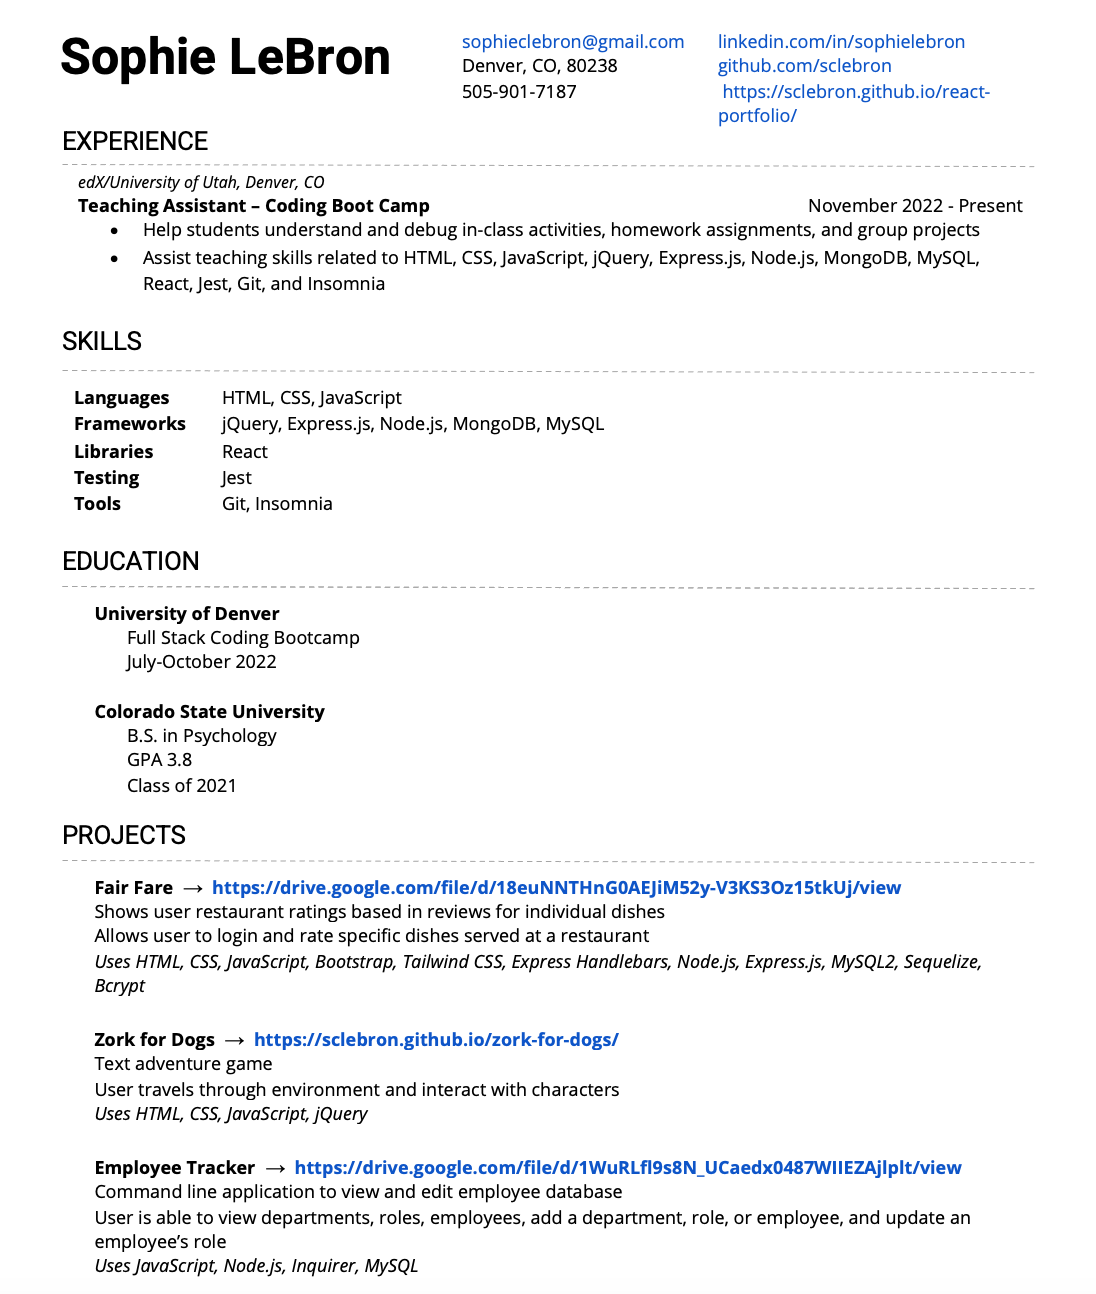 Sophie LeBron
sophieclebron@gmail.com
Denver, CO, 80238
505-901-7187
linkedin.com/in/sophielebron
github.com/sclebron
https://sclebron.github.io/react-
portfolio/
EXPERIENCE
edX/University of Utah, Denver, CO
Teaching Assistant – Coding Boot Camp November 2022 - Present
• Help students understand and debug in-class activities, homework assignments, and group projects
• Assist teaching skills related to HTML, CSS, JavaScript, jQuery, Express.js, Node.js, MongoDB, MySQL,
React, Jest, Git, and Insomnia
SKILLS
Languages HTML, CSS, JavaScript
Frameworks jQuery, Express.js, Node.js, MongoDB, MySQL
Libraries React
Testing Jest
Tools Git, Insomnia
EDUCATION
University of Denver
Full Stack Coding Bootcamp
July-October 2022
Colorado State University
B.S. in Psychology
GPA 3.8
Class of 2021
PROJECTS
Fair Fare → https://drive.google.com/file/d/18euNNTHnG0AEJiM52y-V3KS3Oz15tkUj/view
Shows user restaurant ratings based in reviews for individual dishes
Allows user to login and rate specific dishes served at a restaurant
Uses HTML, CSS, JavaScript, Bootstrap, Tailwind CSS, Express Handlebars, Node.js, Express.js, MySQL2, Sequelize,
Bcrypt
Zork for Dogs → https://sclebron.github.io/zork-for-dogs/
Text adventure game
User travels through environment and interact with characters
Uses HTML, CSS, JavaScript, jQuery
Employee Tracker → https://drive.google.com/file/d/1WuRLfl9s8N_UCaedx0487WIIEZAjlplt/view
Command line application to view and edit employee database
User is able to view departments, roles, employees, add a department, role, or employee, and update an
employee’s role
Uses JavaScript, Node.js, Inquirer, MySQL